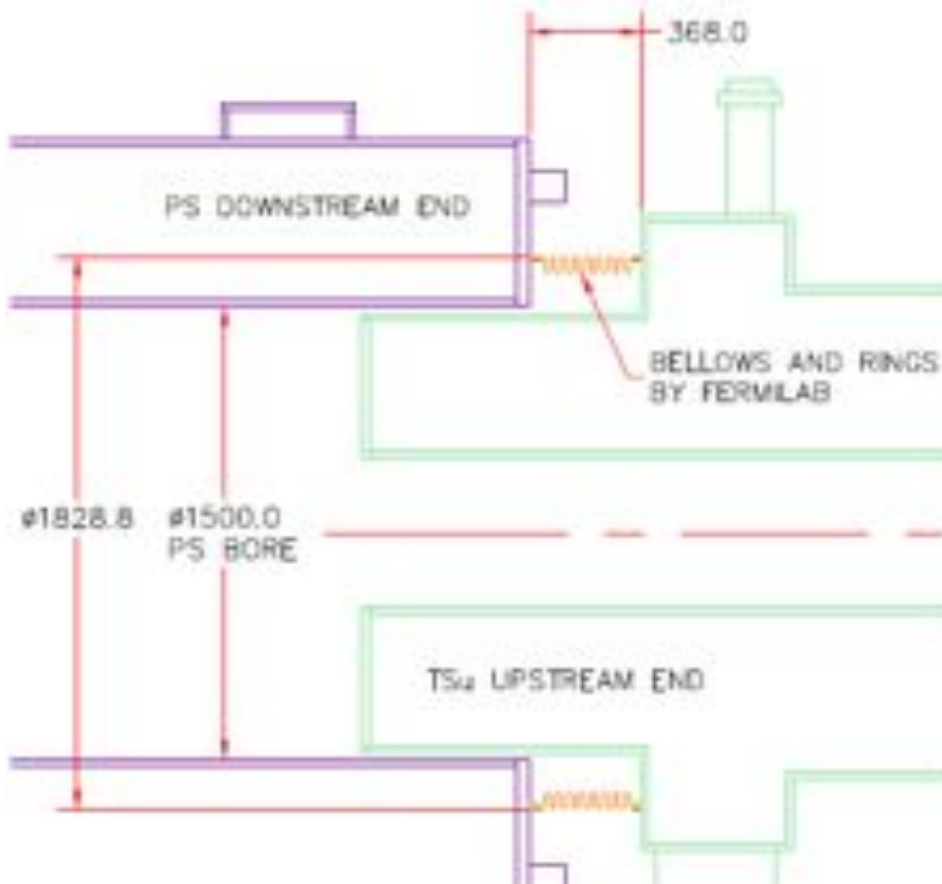 368.0
PS DOWNSTREAM END
BELLOWS AND RINGS
BY FERMILAB
ø1828.8
ø1500.0
PS BORE
TSu UPSTREAM END